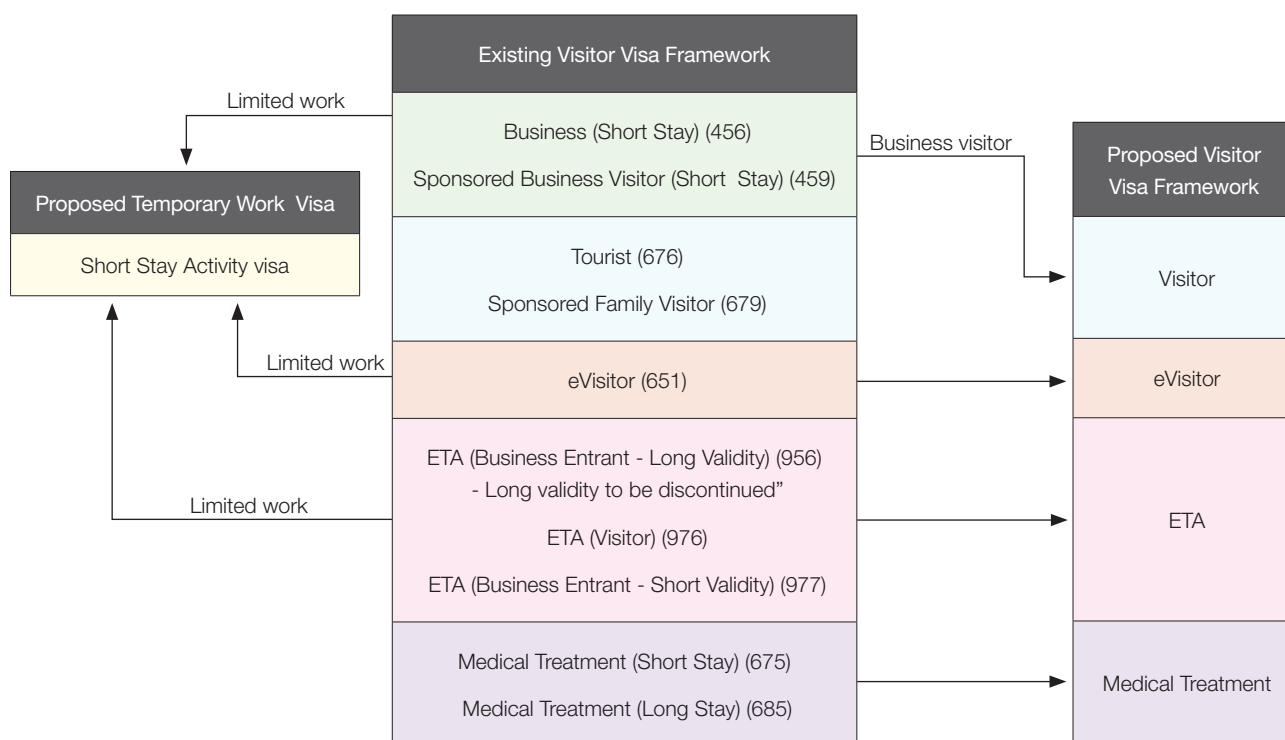 Existing Visitor Visa Framework
Limited work
Business (Short Stay) (456)
Sponsored Business Visitor (Short Stay) (459)
Business visitor
Proposed Visitor
Visa Framework
Proposed Temporary Work Visa
Short Stay Activity visa
Tourist (676)
Sponsored Family Visitor (679)
Visitor
Limited work
eVisitor (651)
eVisitor
ETA (Business Entrant - Long Validity) (956)
- Long validity to be discontinued”
Limited work
ETA (Visitor) (976)
ETA (Business Entrant - Short Validity) (977)
ETA
Medical Treatment (Short Stay) (675)
Medical Treatment (Long Stay) (685)
Medical Treatment